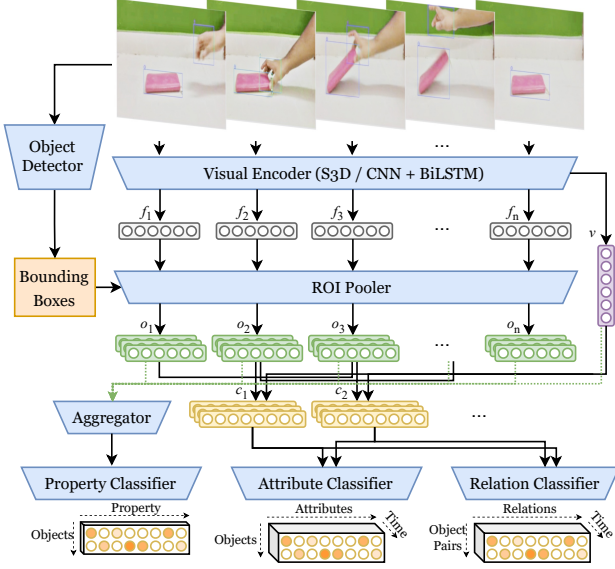 Object
Detector
...
Visual Encoder (S3D / CNN + BiLSTM)
f1
f2
f3
...
fn
v
Bounding
Boxes
ROI Pooler
o1
o2
o3
...
on
c1
c2
...
Aggregator
Property Classifier
Attribute Classifier
Relation Classifier
Property
Objects
Attributes
Time
Objects
Relations
Time
Object
Pairs